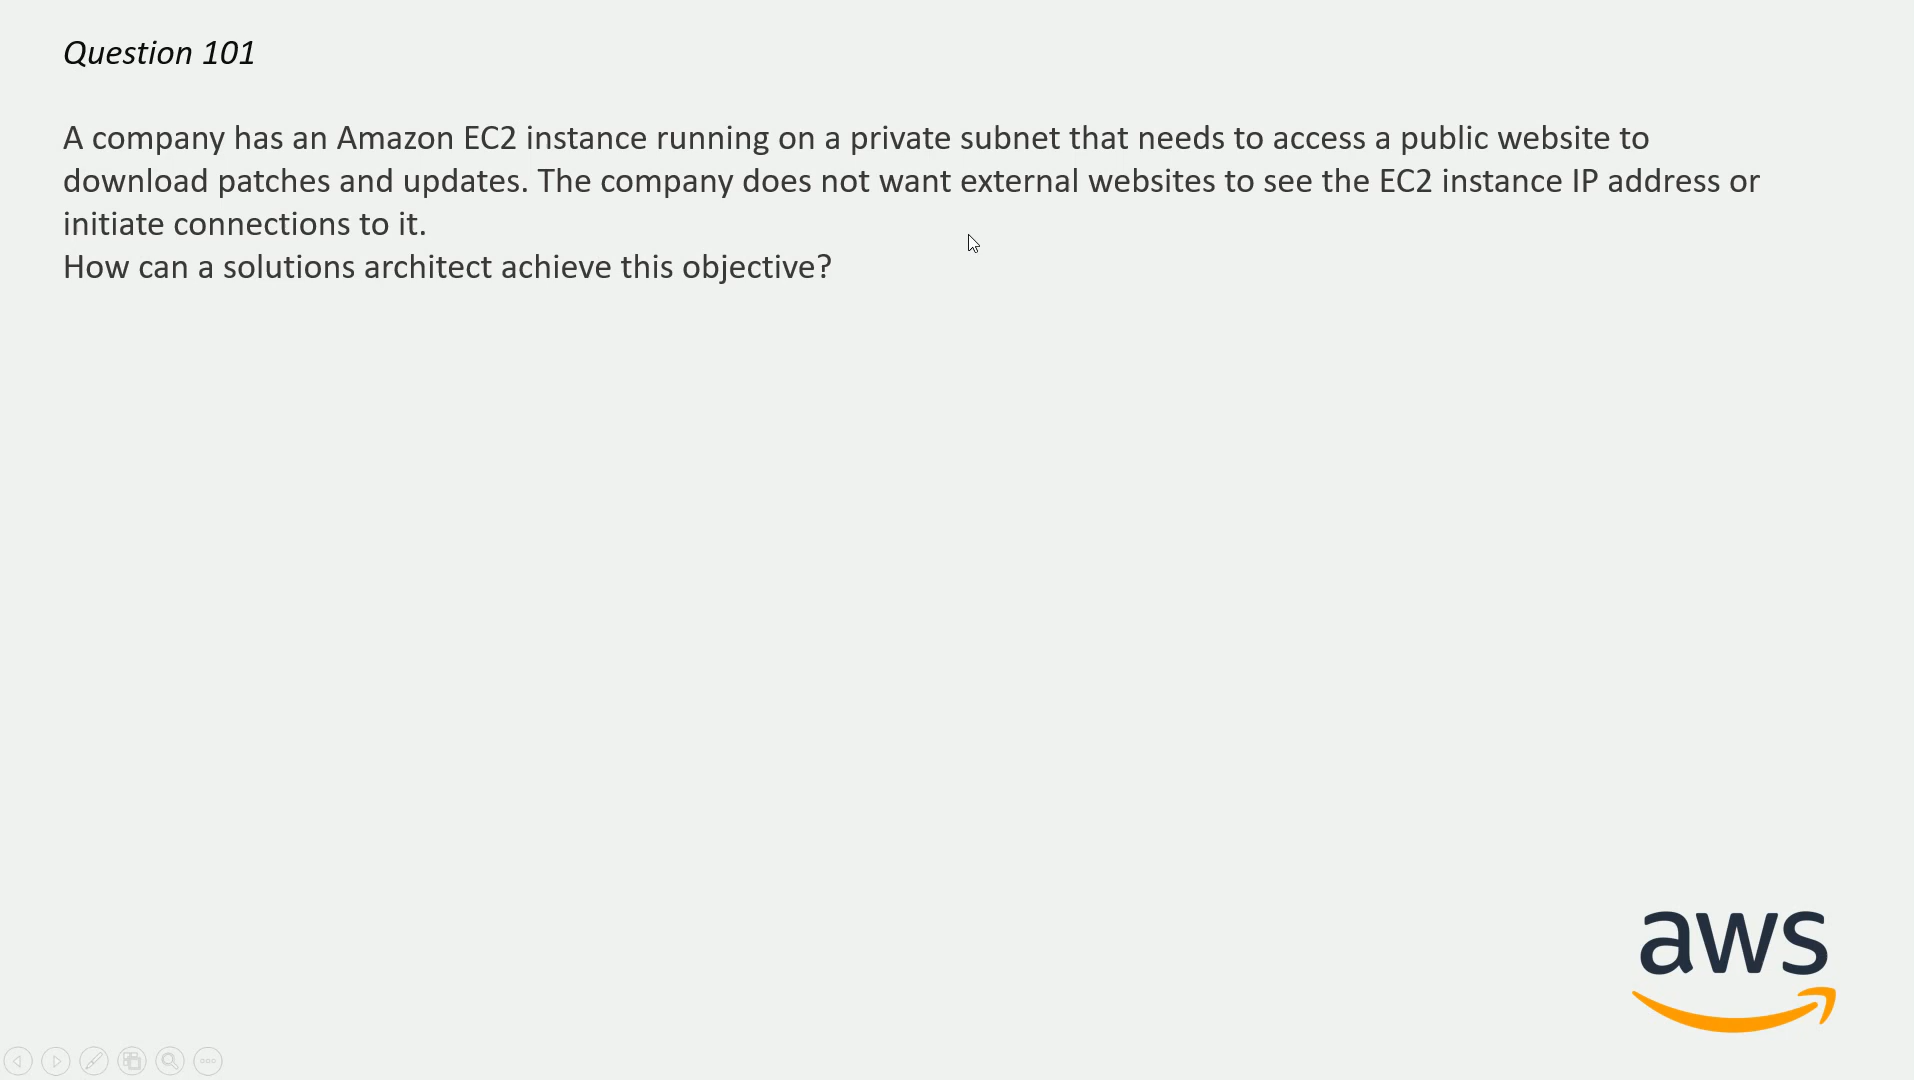 Question 101
A company has an Amazon EC2 instance running on a private subnet that needs to access a public website to
download patches and updates. The company does not want external websites to see the EC2 instance IP address or
initiate connections to it.
How can a solutions architect achieve this objective?
aws